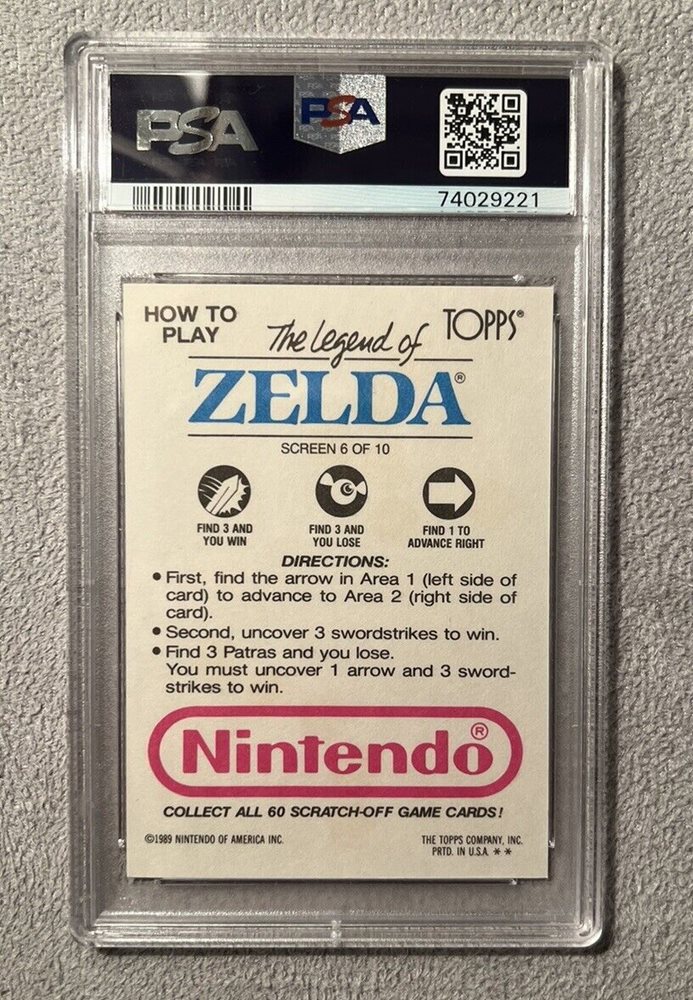 PSA
PSA
74029221
HOW TO
PLAY
The Legend of
TOPPS®
ZELDA®
SCREEN 6 OF 10
FIND 3 AND
YOU WIN
FIND 3 AND
YOU LOSE
FIND 1 TO
ADVANCE RIGHT
DIRECTIONS:
• First, find the arrow in Area 1 (left side of
card) to advance to Area 2 (right side of
card).
• Second, uncover 3 swordstrikes to win.
• Find 3 Patras and you lose.
You must uncover 1 arrow and 3 sword-
strikes to win.
Nintendo®
COLLECT ALL 60 SCRATCH-OFF GAME CARDS!
©1989 NINTENDO OF AMERICA INC.
THE TOPPS COMPANY, INC.
PRTD. IN U.S.A. * *